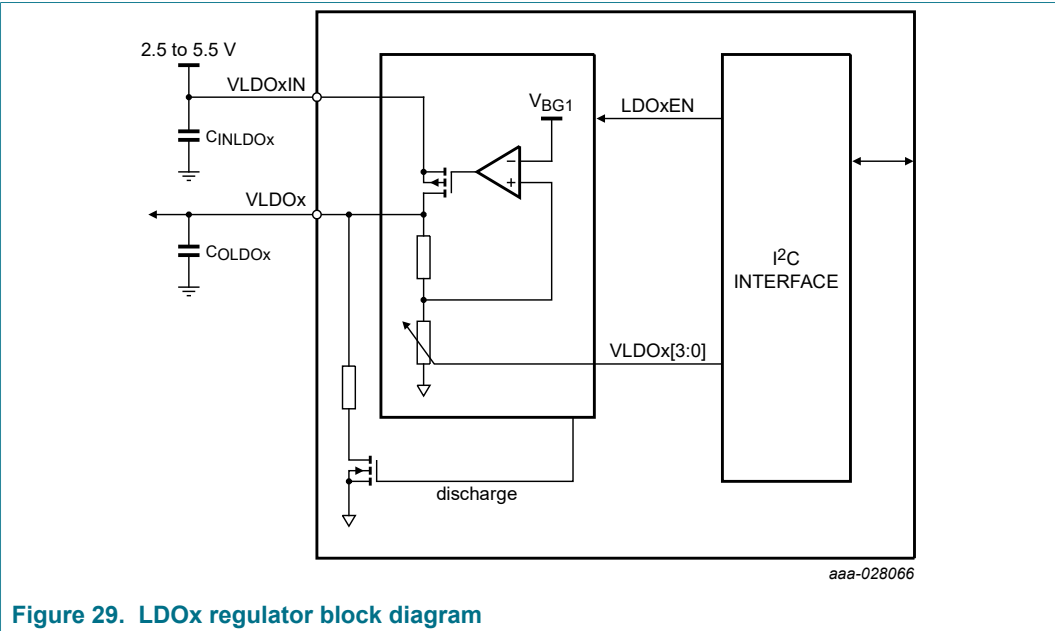 2.5 to 5.5 V
VLDOxIN
CINLDOx
VLDOx
COLDOx
VBG1
−
+
LDOxEN
I2C
INTERFACE
VLDOx[3:0]
discharge
aaa-028066
Figure 29. LDOx regulator block diagram